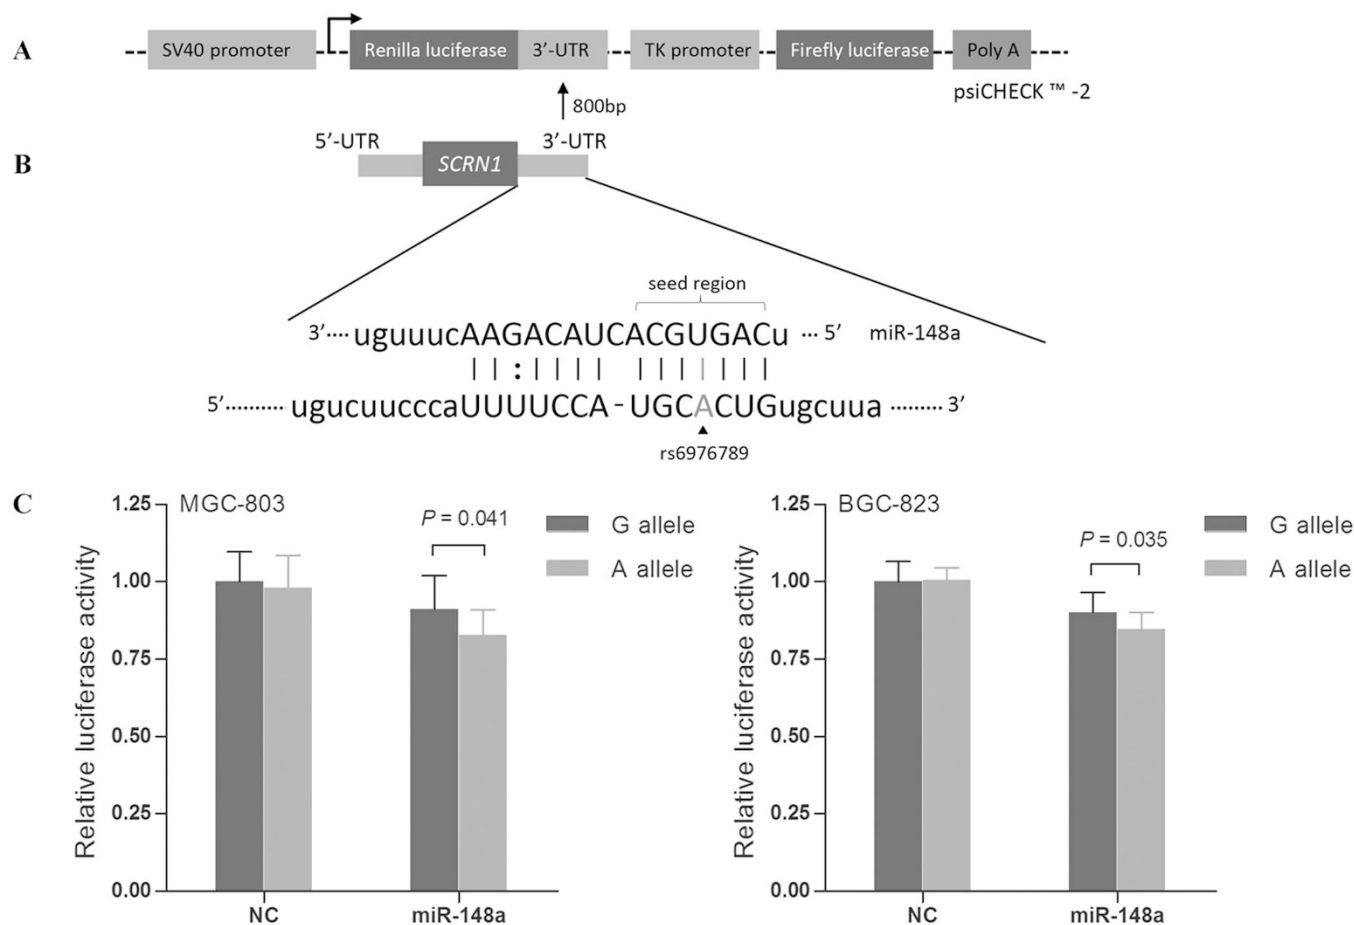 A
SV40 promoter
Renilla luciferase
3′-UTR
TK promoter
Firefly luciferase
Poly A
psiCHECK ™ -2
800bp
B
5′-UTR
SCRN1
3′-UTR
seed region
3′···· uguuucAAGACAUCACGUGACu ··· 5′ miR-148a
5′·········· ugucuucccaUUUUCCA-UGCACUGugcuua ········ 3′
rs6976789
C
MGC-803
P = 0.041
G allele
A allele
Relative luciferase activity
1.25
1.00
0.75
0.50
0.25
0.00
NC
miR-148a
BGC-823
P = 0.035
G allele
A allele
Relative luciferase activity
1.25
1.00
0.75
0.50
0.25
0.00
NC
miR-148a